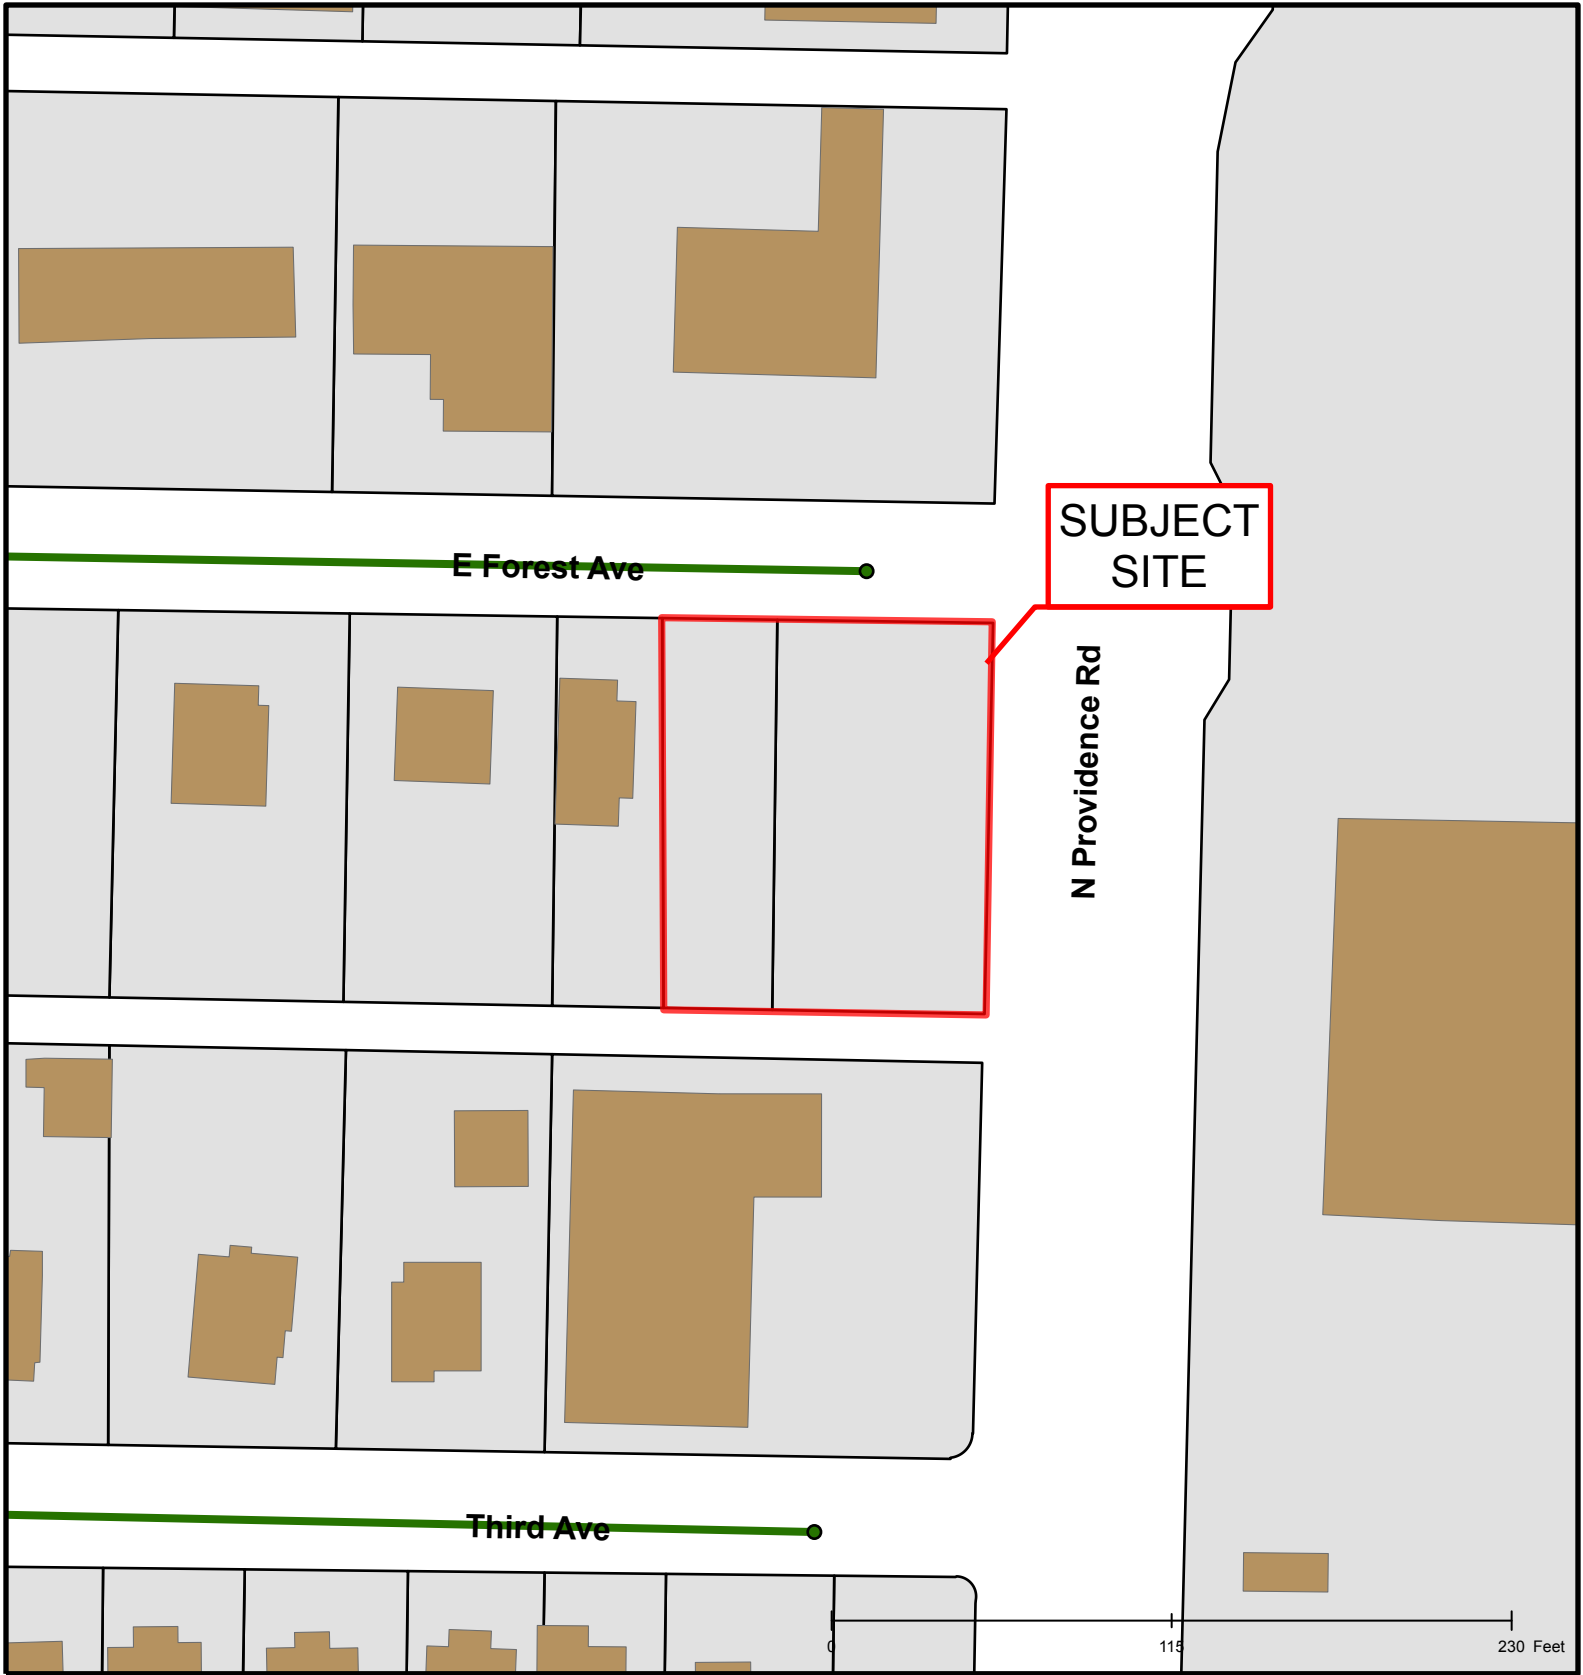 SUBJECT
SITE
E Forest Ave
N Providence Rd
Third Ave
0 115 230 Feet